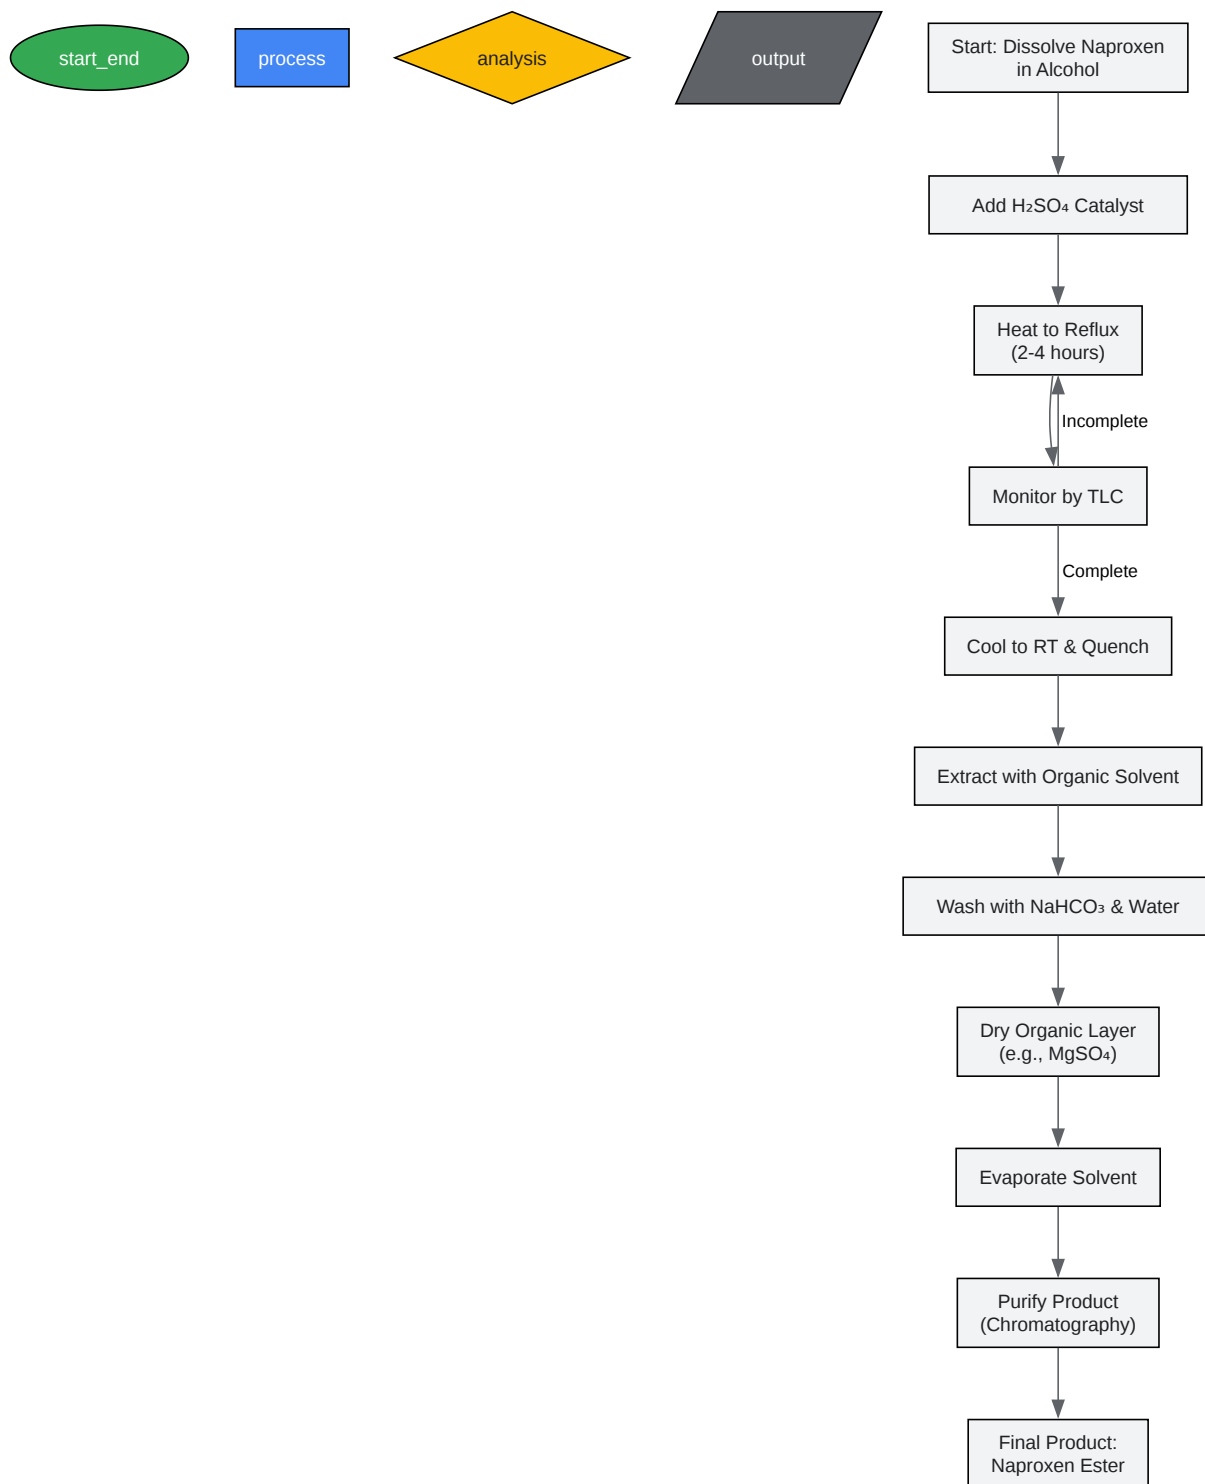 start_end
process
analysis
output
Start: Dissolve Naproxen
in Alcohol
Add H₂SO₄ Catalyst
Heat to Reflux
(2-4 hours)
Incomplete
Monitor by TLC
Complete
Cool to RT & Quench
Extract with Organic Solvent
Wash with NaHCO₃ & Water
Dry Organic Layer
(e.g., MgSO₄)
Evaporate Solvent
Purify Product
(Chromatography)
Final Product:
Naproxen Ester